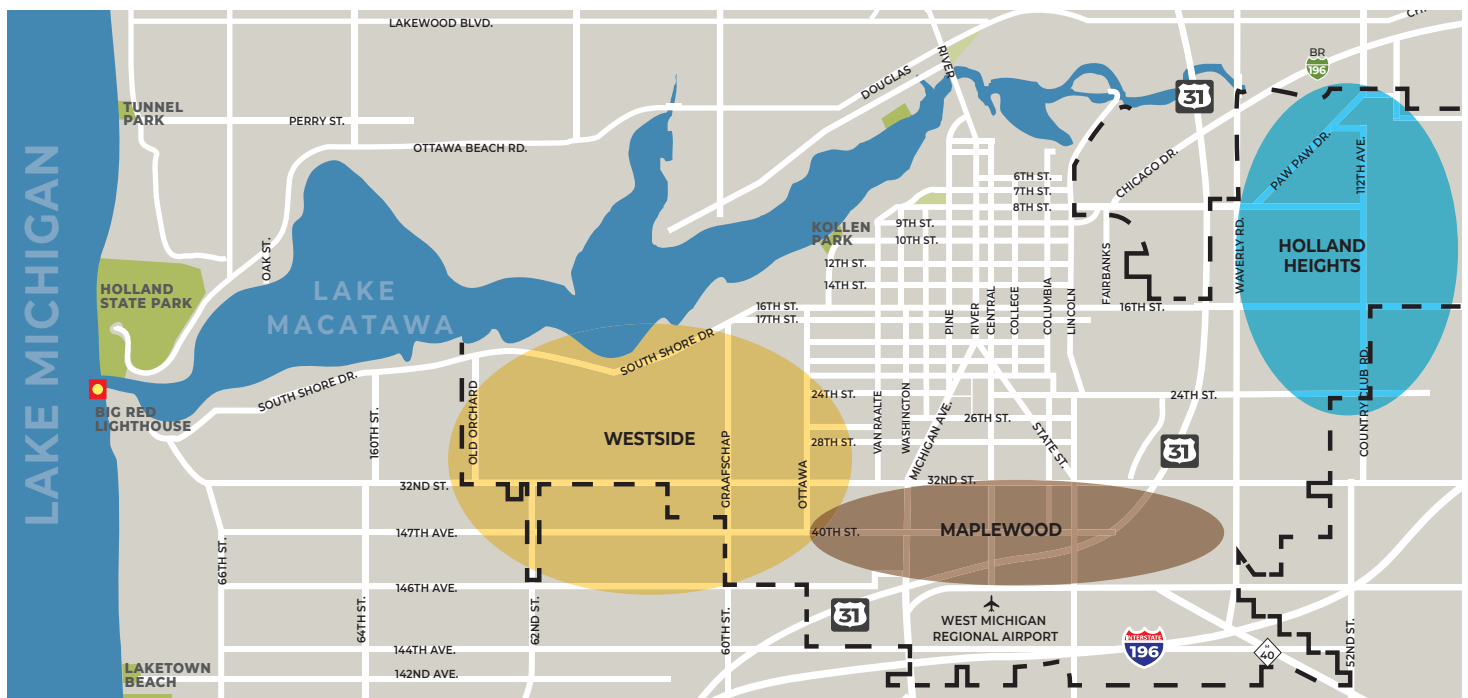 LAKEWOOD BLVD.
CHI
RIVER
BR
196
DOUGLAS
31
TUNNEL
PARK
PERRY ST.
OTTAWA BEACH RD.
CHICAGO DR.
PAW PAW DR.
112TH AVE.
6TH ST.
7TH ST.
8TH ST.
9TH ST.
10TH ST.
KOLLEN
PARK
12TH ST.
14TH ST.
OAK ST.
LAKE MICHIGAN
HOLLAND
STATE PARK
LAKE
MACATAWA
16TH ST.
17TH ST.
PINE
RIVER
CENTRAL
COLLEGE
COLUMBIA
LINCOLN
FAIRBANKS
16TH ST.
WAVERLY RD.
HOLLAND
HEIGHTS
SOUTH SHORE DR
SOUTH SHORE DR.
BIG RED
LIGHTHOUSE
160TH ST.
OLD ORCHARD
WESTSIDE
GRAAFSCHAP
OTTAWA
24TH ST.
28TH ST.
VAN RAALTE
WASHINGTON
MICHIGAN AVE.
26TH ST.
STATE ST.
24TH ST.
COUNTRY CLUB RD.
31
32ND ST.
32ND ST.
147TH AVE.
40TH ST.
MAPLEWOOD
66TH ST.
146TH AVE.
64TH ST.
62ND ST.
60TH ST.
31
WEST MICHIGAN
REGIONAL AIRPORT
INTERSTATE
196
M
40
52ND ST.
144TH AVE.
142ND AVE.
LAKETOWN
BEACH